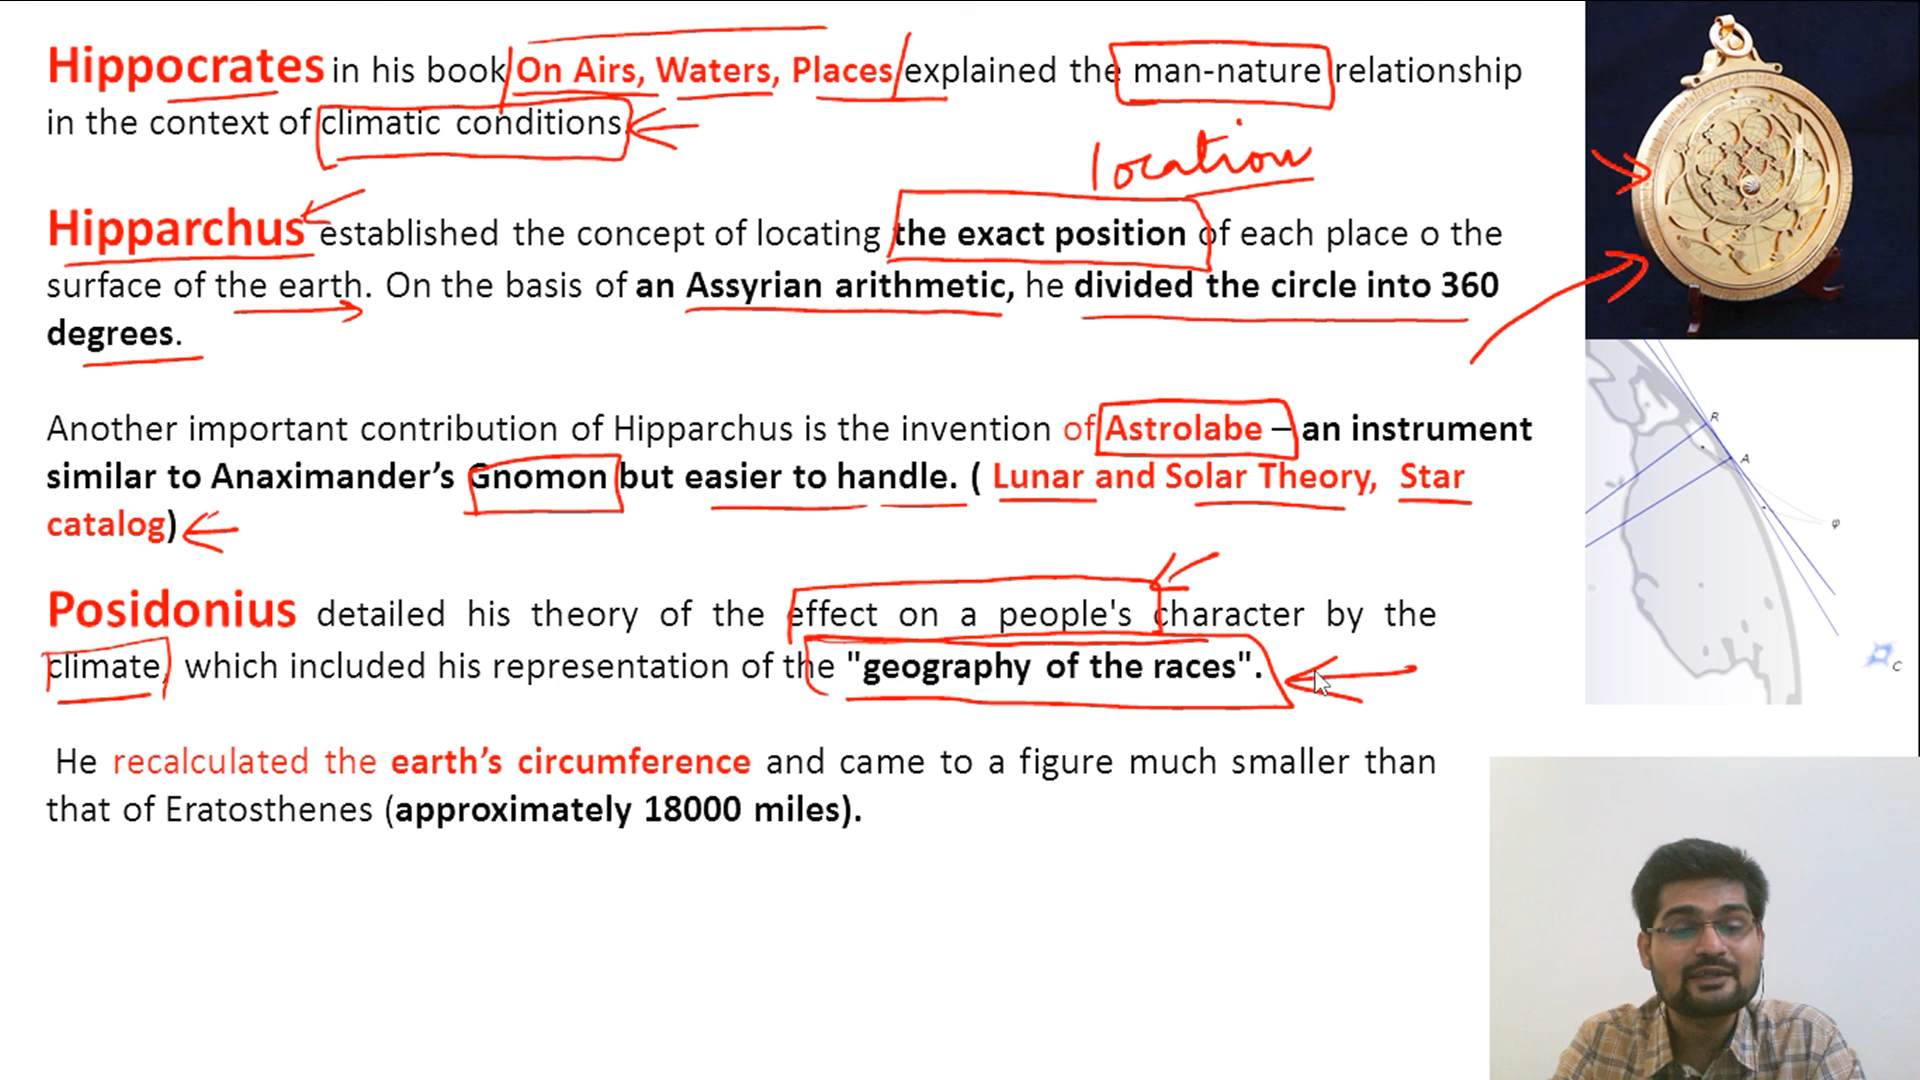 Hippocrates in his book On Airs, Waters, Places explained the man-nature relationship
in the context of climatic conditions.
location
Hipparchus established the concept of locating the exact position of each place o the
surface of the earth. On the basis of an Assyrian arithmetic, he divided the circle into 360
degrees.
Another important contribution of Hipparchus is the invention of Astrolabe – an instrument
similar to Anaximander’s Gnomon but easier to handle. ( Lunar and Solar Theory, Star
catalog)
Posidonius detailed his theory of the effect on a people's character by the
climate, which included his representation of the "geography of the races".
He recalculated the earth’s circumference and came to a figure much smaller than
that of Eratosthenes (approximately 18000 miles).
R
A
φ
C